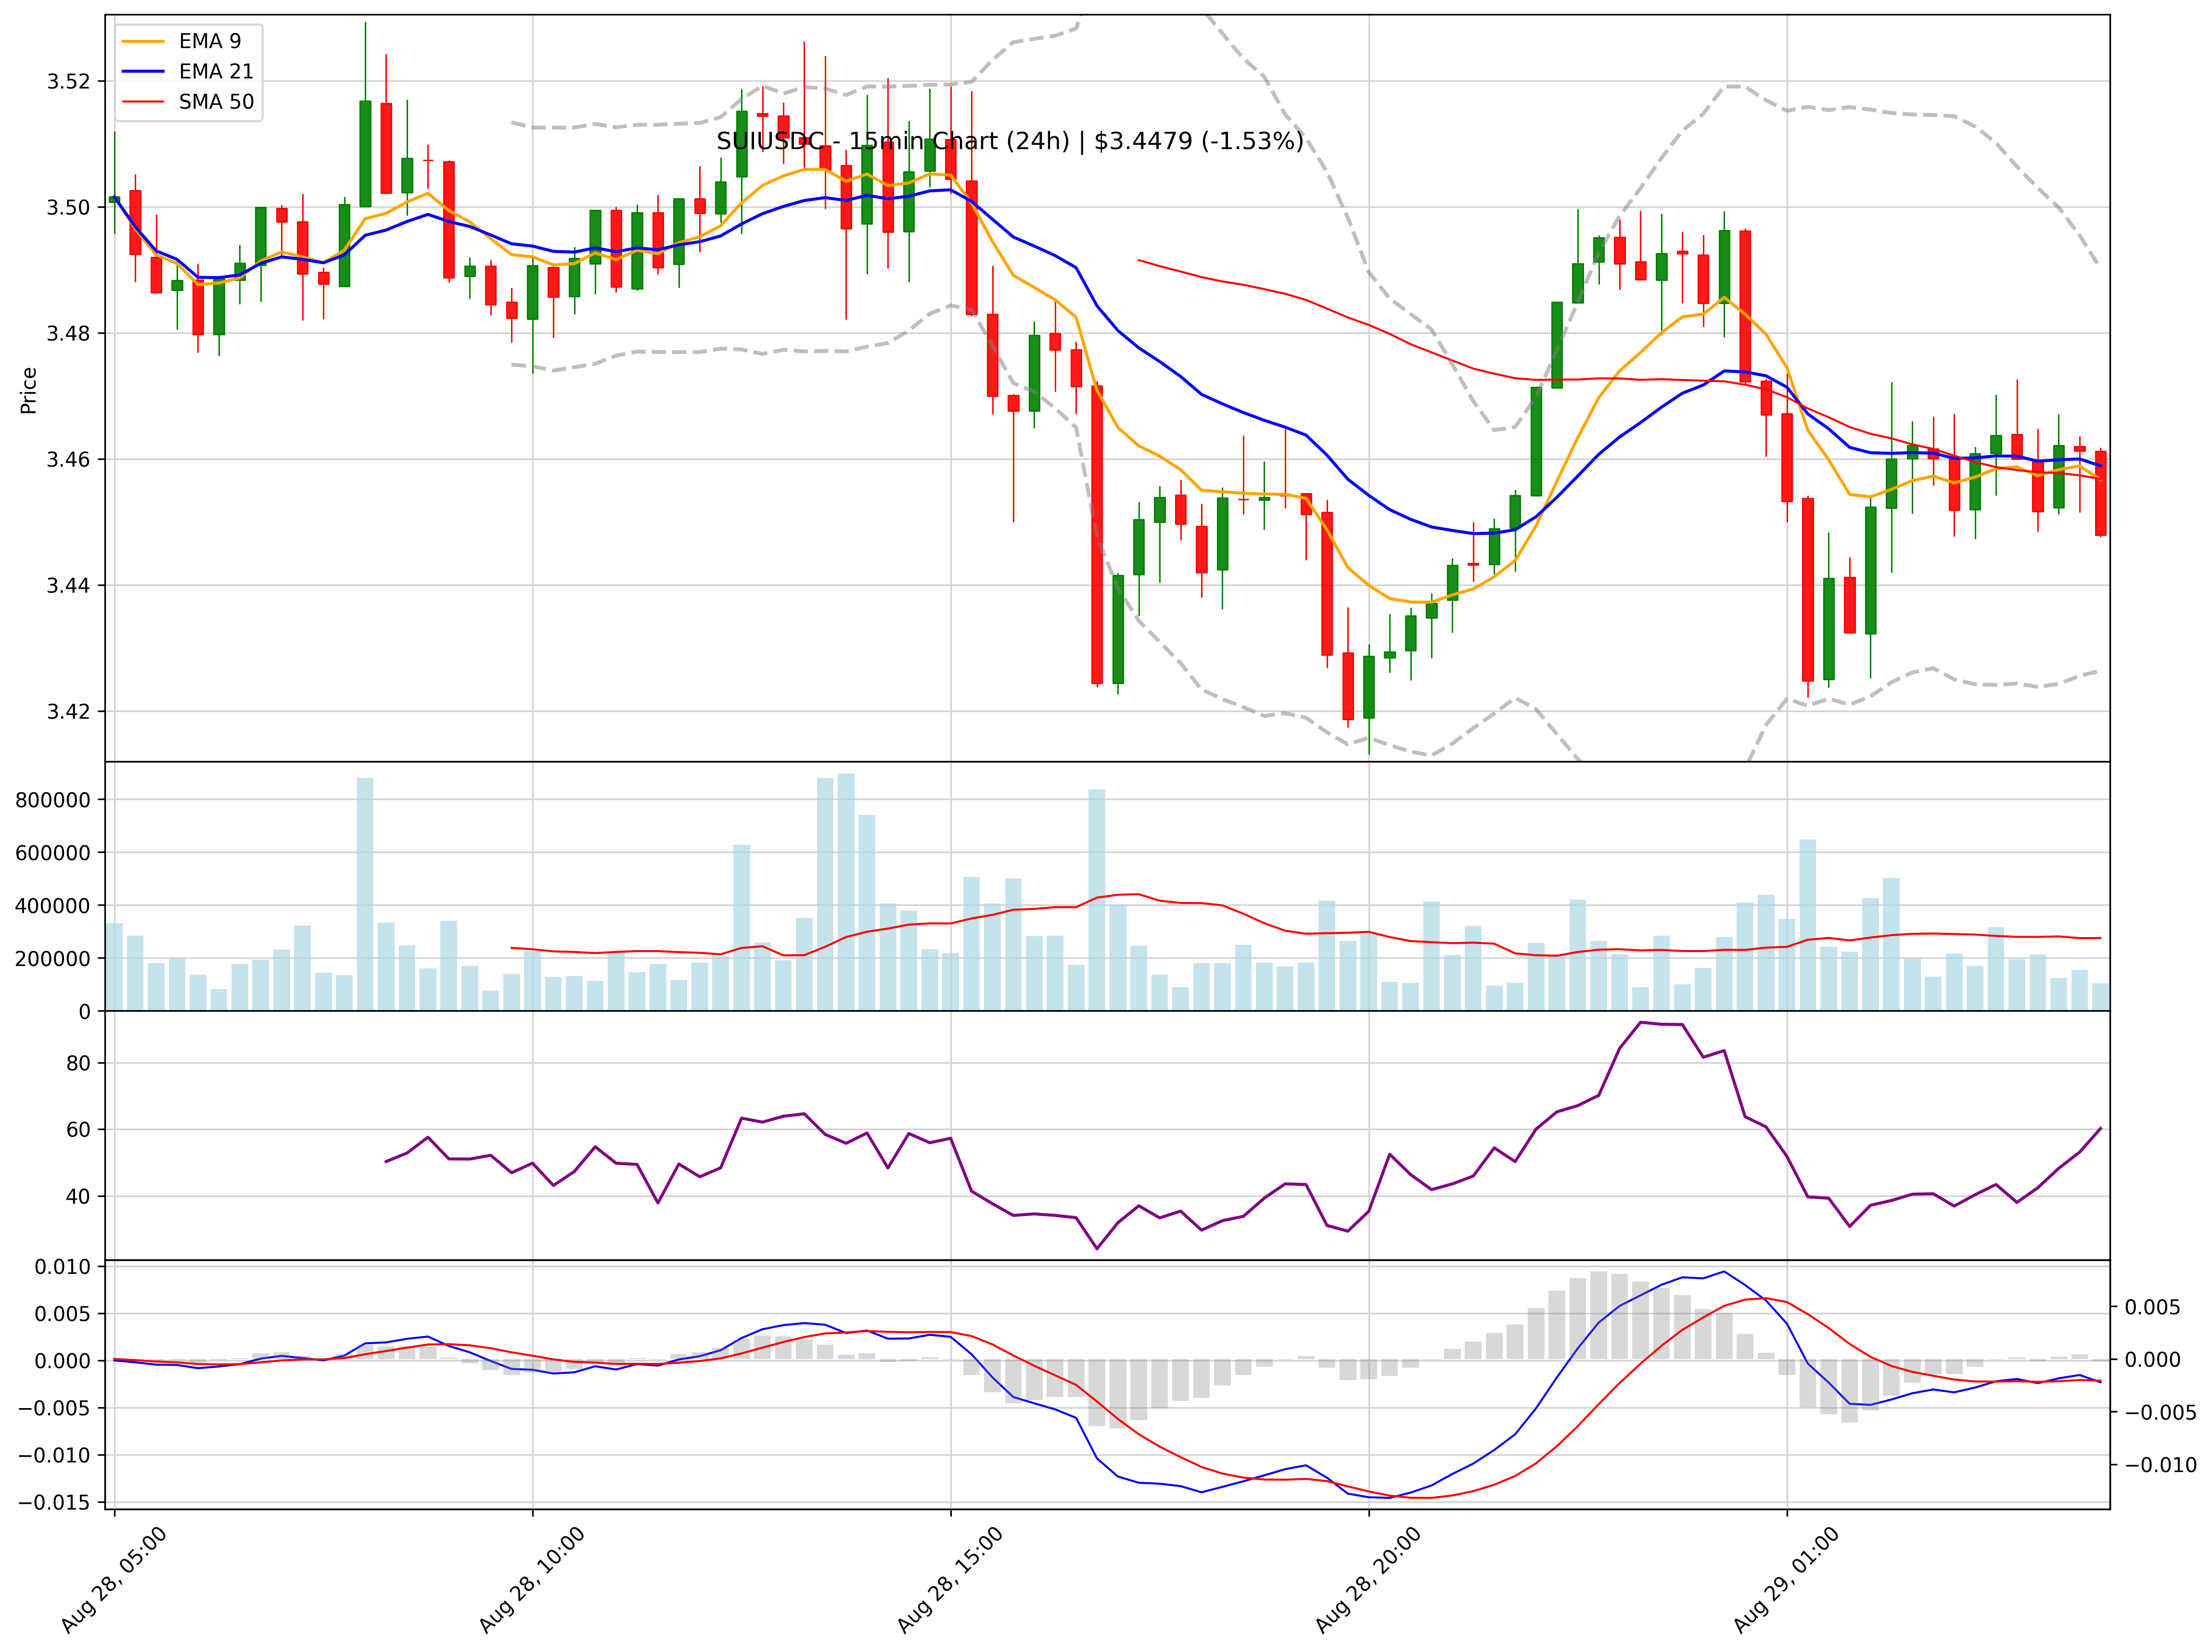 EMA 9
EMA 21
SMA 50
SUIUSDC - 15min Chart (24h) | $3.4479 (-1.53%)
Price
3.52
3.50
3.48
3.46
3.44
3.42
800000
600000
400000
200000
0
80
60
40
0.010
0.005
0.000
−0.005
−0.010
−0.015
0.005
0.000
−0.005
−0.010
Aug 28, 05:00
Aug 28, 10:00
Aug 28, 15:00
Aug 28, 20:00
Aug 29, 01:00